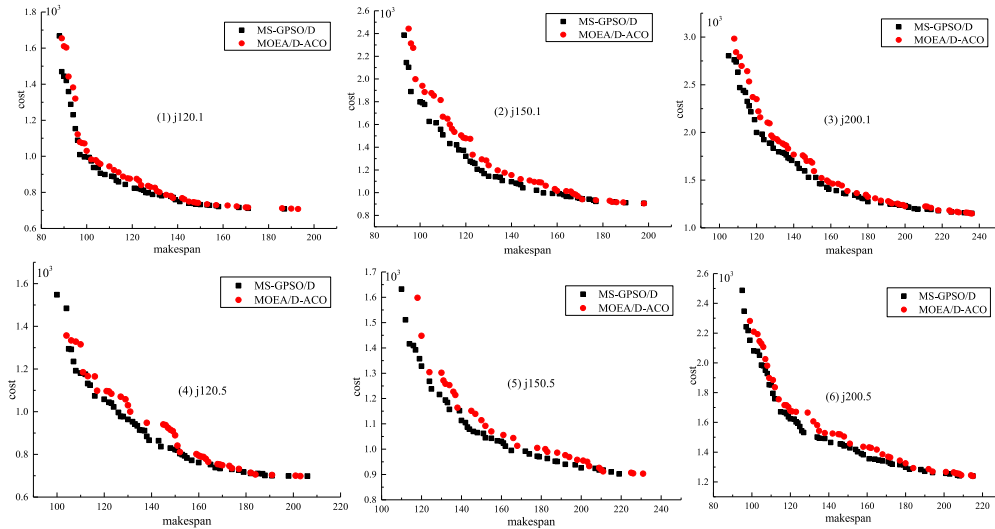 10³
MS-GPSO/D
MOEA/D-ACO
(1) j120.1
cost
1.8
1.6
1.4
1.2
1.0
0.8
0.6
80 100 120 140 160 180 200
makespan
10³
MS-GPSO/D
MOEA/D-ACO
(2) j150.1
cost
2.6
2.4
2.2
2.0
1.8
1.6
1.4
1.2
1.0
0.8
80 100 120 140 160 180 200
makespan
10³
MS-GPSO/D
MOEA/D-ACO
(3) j200.1
cost
3.0
2.5
2.0
1.5
1.0
100 120 140 160 180 200 220 240
makespan
10³
MS-GPSO/D
MOEA/D-ACO
(4) j120.5
cost
1.6
1.4
1.2
1.0
0.8
0.6
100 120 140 160 180 200 220 240
makespan
10³
MS-GPSO/D
MOEA/D-ACO
(5) j150.5
cost
1.7
1.6
1.5
1.4
1.3
1.2
1.1
1.0
0.9
0.8
100 120 140 160 180 200 220 240
makespan
10³
MS-GPSO/D
MOEA/D-ACO
(6) j200.5
cost
2.6
2.4
2.2
2.0
1.8
1.6
1.4
1.2
1.0
80 100 120 140 160 180 200 220
makespan